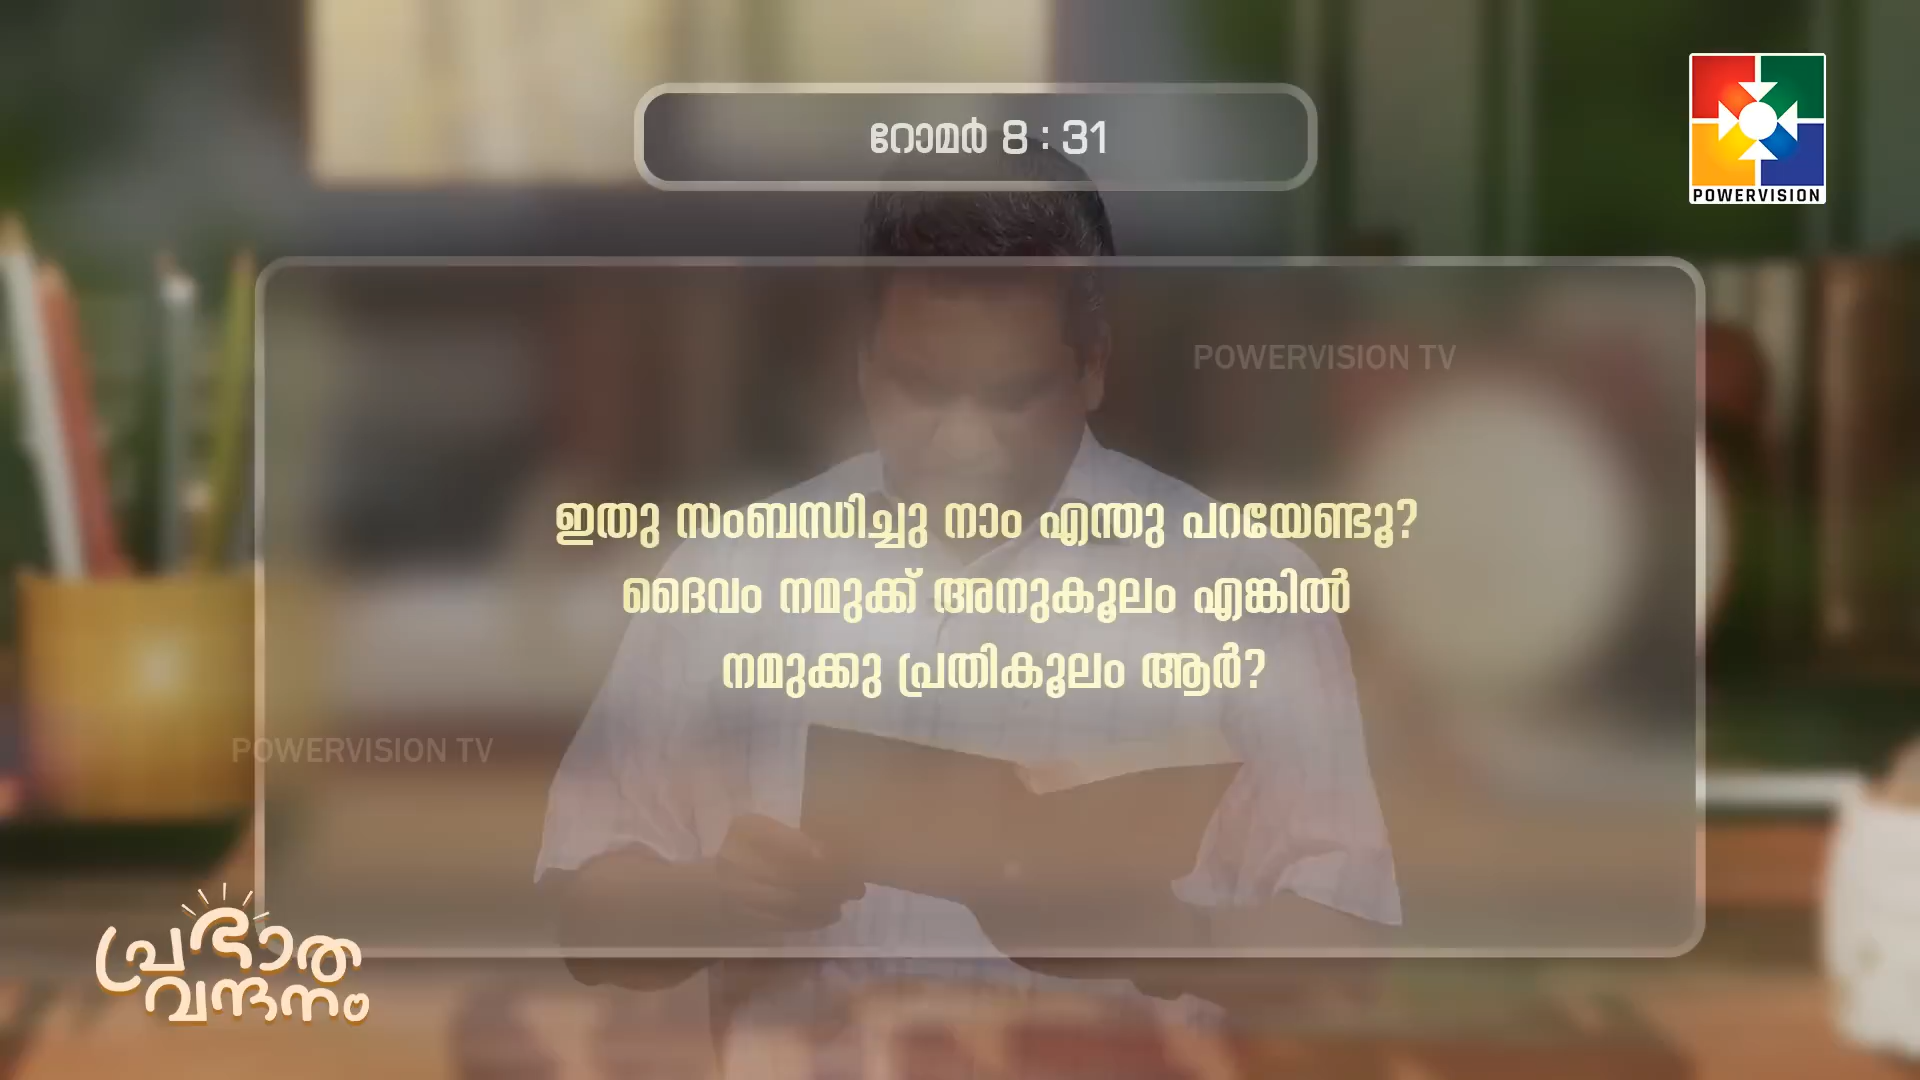 റോമർ 8 : 31
POWERVISION
POWERVISION TV
ഇതു സംബന്ധിച്ചു നാം എന്തു പറയേണ്ടൂ?
ദൈവം നമുക്ക് അനുകൂലം എങ്കിൽ
നമുക്കു പ്രതികൂലം ആർ?
POWERVISION TV
പ്രഭാത
വന്ദനം